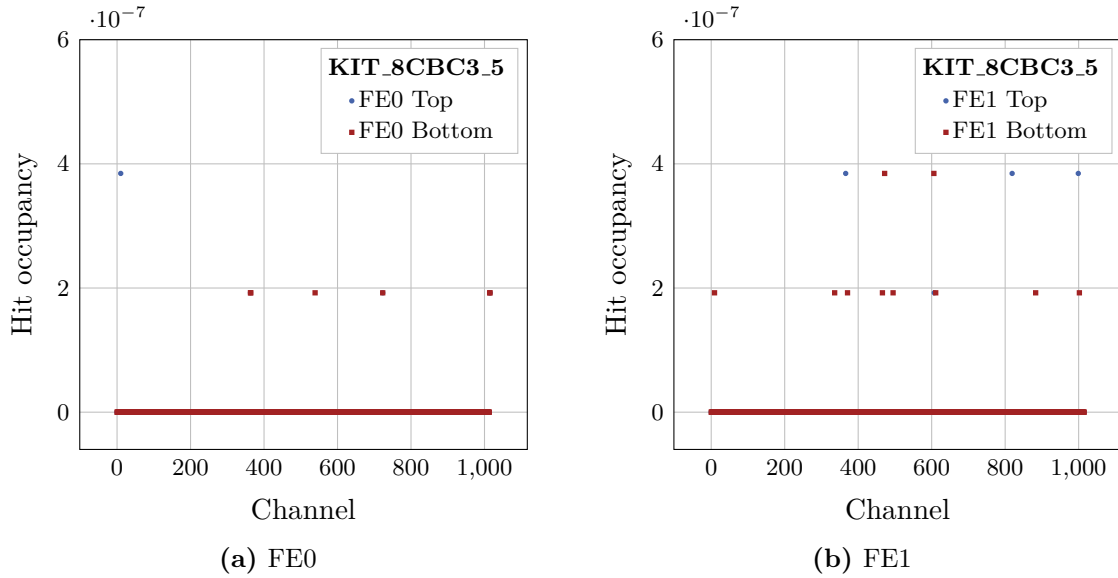 ·10−7
6
4
2
0
Hit occupancy
KIT_8CBC3_5
FE0 Top
FE0 Bottom
0 200 400 600 800 1,000
Channel
(a) FE0
·10−7
6
4
2
0
Hit occupancy
KIT_8CBC3_5
FE1 Top
FE1 Bottom
0 200 400 600 800 1,000
Channel
(b) FE1